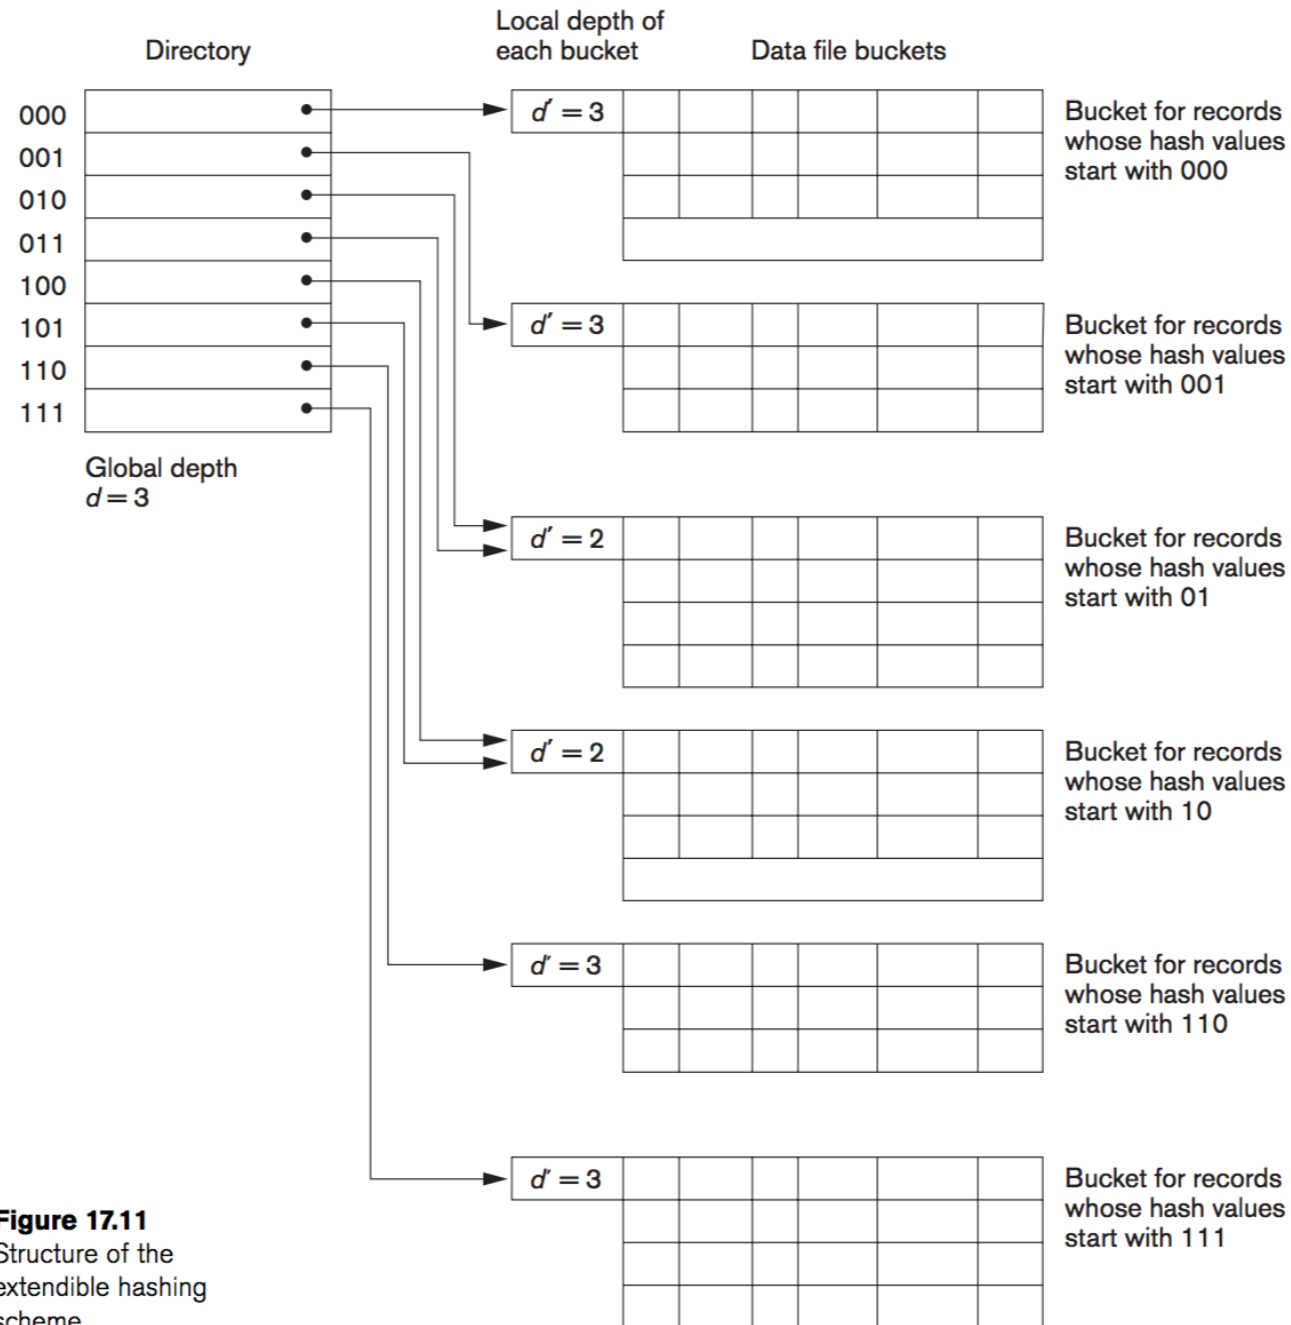 Directory
Local depth of
each bucket
Data file buckets
000
001
010
011
100
101
110
111
Global depth
d = 3
d′ = 3
Bucket for records
whose hash values
start with 000
d′ = 3
Bucket for records
whose hash values
start with 001
d′ = 2
Bucket for records
whose hash values
start with 01
d′ = 2
Bucket for records
whose hash values
start with 10
d′ = 3
Bucket for records
whose hash values
start with 110
d′ = 3
Bucket for records
whose hash values
start with 111
Figure 17.11
Structure of the
extendible hashing
scheme